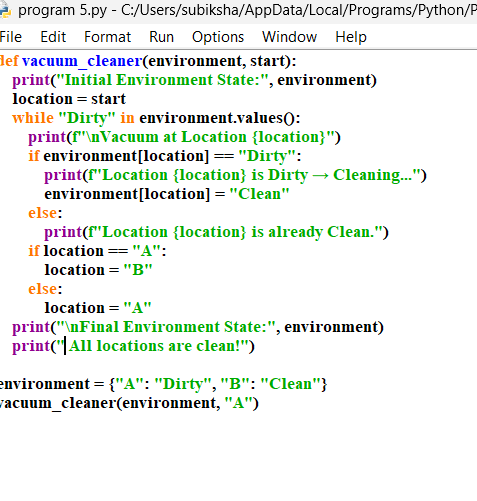 program 5.py - C:/Users/subiksha/AppData/Local/Programs/Python/P
File Edit Format Run Options Window Help
def vacuum_cleaner(environment, start):
    print("Initial Environment State:", environment)
    location = start
    while "Dirty" in environment.values():
        print(f"\nVacuum at Location {location}")
        if environment[location] == "Dirty":
            print(f"Location {location} is Dirty → Cleaning...")
            environment[location] = "Clean"
        else:
            print(f"Location {location} is already Clean.")
        if location == "A":
            location = "B"
        else:
            location = "A"
    print("\nFinal Environment State:", environment)
    print(" All locations are clean!")
environment = {"A": "Dirty", "B": "Clean"}
vacuum_cleaner(environment, "A")